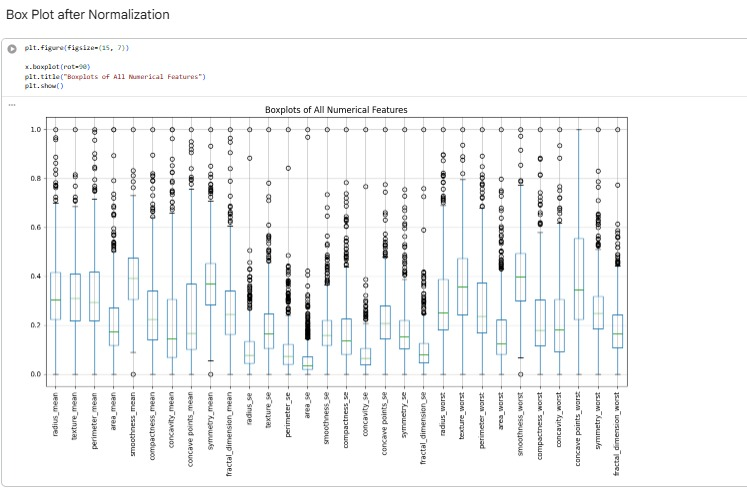 Box Plot after Normalization
plt.figure(figsize=(15, 7))
x.boxplot(rot=90)
plt.title("Boxplots of All Numerical Features")
plt.show()
...
Boxplots of All Numerical Features
1.0
0.8
0.6
0.4
0.2
0.0
radius_mean
texture_mean
perimeter_mean
area_mean
smoothness_mean
compactness_mean
concavity_mean
concave points_mean
symmetry_mean
fractal_dimension_mean
radius_se
texture_se
perimeter_se
area_se
smoothness_se
compactness_se
concavity_se
concave points_se
symmetry_se
fractal_dimension_se
radius_worst
texture_worst
perimeter_worst
area_worst
smoothness_worst
compactness_worst
concavity_worst
concave points_worst
symmetry_worst
fractal_dimension_worst